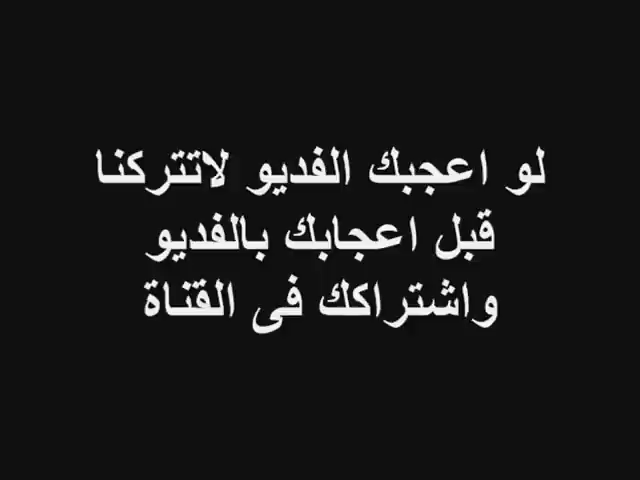 لو اعجبك الفديو لاتتركنا
قبل اعجابك بالفديو
واشتراكك فى القناة